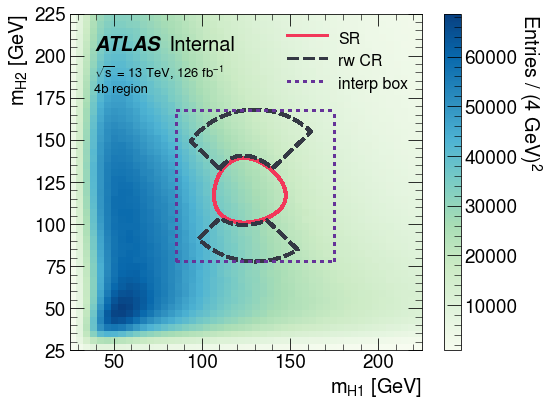 ATLAS Internal
√s = 13 TeV, 126 fb⁻¹
4b region
SR
rw CR
interp box
m_H2 [GeV]
225
200
175
150
125
100
75
50
25
50
100
150
200
m_H1 [GeV]
60000
50000
40000
30000
20000
10000
Entries / (4 GeV)²